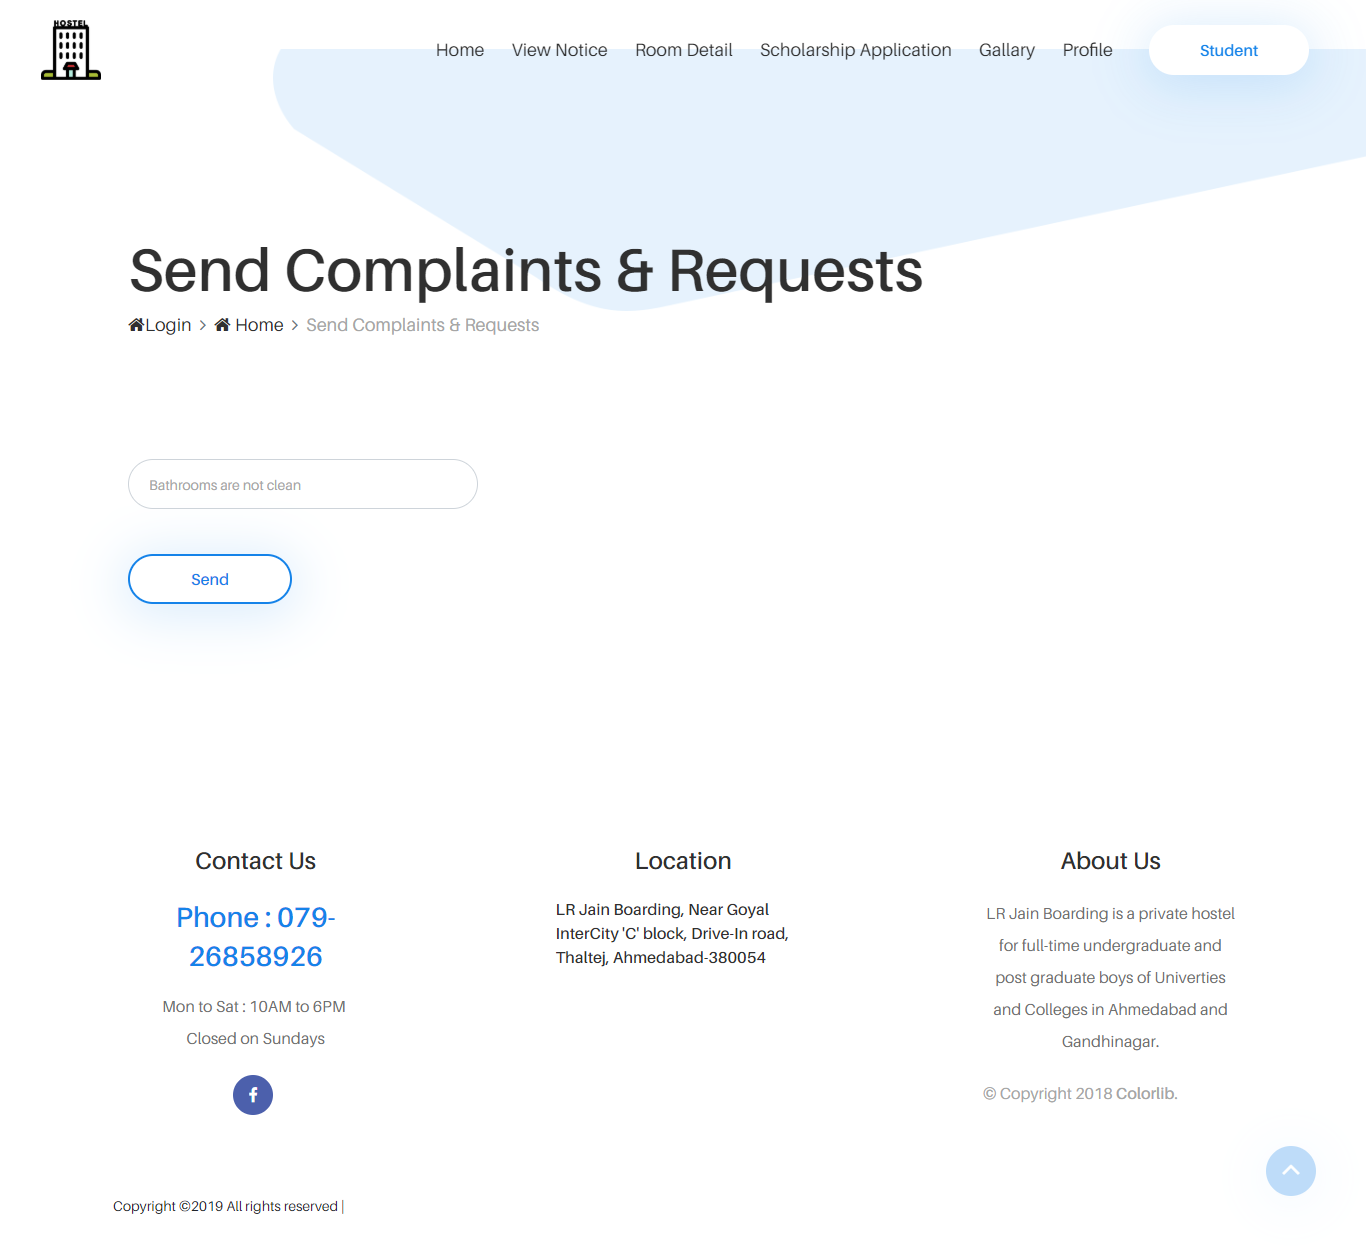 HOSTEL
Home View Notice Room Detail Scholarship Application Gallary Profile Student
Send Complaints & Requests
Login > Home > Send Complaints & Requests
Bathrooms are not clean
Send
Contact Us
Phone : 079-
26858926
Mon to Sat : 10AM to 6PM
Closed on Sundays
Location
LR Jain Boarding, Near Goyal
InterCity 'C' block, Drive-In road,
Thaltej, Ahmedabad-380054
About Us
LR Jain Boarding is a private hostel
for full-time undergraduate and
post graduate boys of Univerties
and Colleges in Ahmedabad and
Gandhinagar.
© Copyright 2018 Colorlib.
Copyright ©2019 All rights reserved |